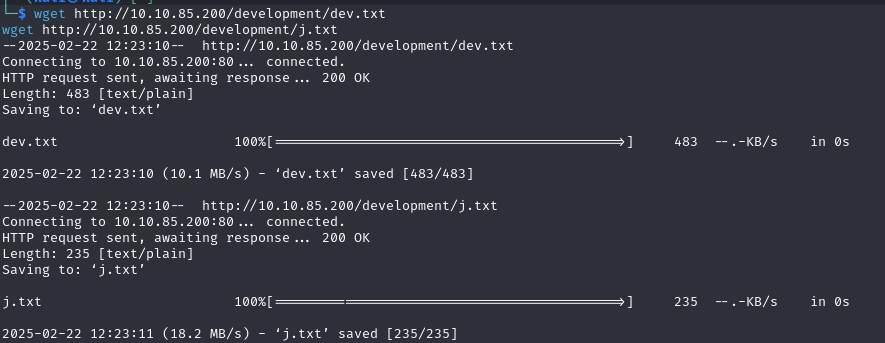 └─$ wget http://10.10.85.200/development/dev.txt
wget http://10.10.85.200/development/j.txt
--2025-02-22 12:23:10-- http://10.10.85.200/development/dev.txt
Connecting to 10.10.85.200:80... connected.
HTTP request sent, awaiting response... 200 OK
Length: 483 [text/plain]
Saving to: ‘dev.txt’
dev.txt 100%[===================================================>] 483 --.-KB/s in 0s
2025-02-22 12:23:10 (10.1 MB/s) - ‘dev.txt’ saved [483/483]
--2025-02-22 12:23:10-- http://10.10.85.200/development/j.txt
Connecting to 10.10.85.200:80... connected.
HTTP request sent, awaiting response... 200 OK
Length: 235 [text/plain]
Saving to: ‘j.txt’
j.txt 100%[===================================================>] 235 --.-KB/s in 0s
2025-02-22 12:23:11 (18.2 MB/s) - ‘j.txt’ saved [235/235]